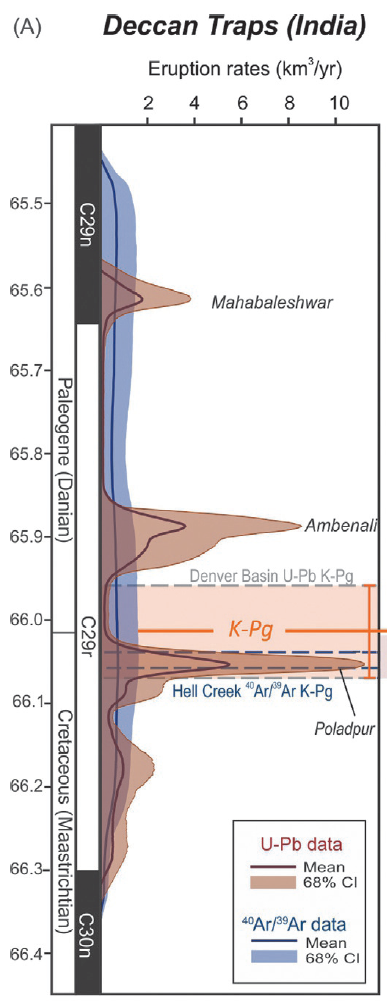 (A) Deccan Traps (India)
Eruption rates (km³/yr)
2 4 6 8 10
65.5
65.6
65.7
65.8
65.9
66.0
66.1
66.2
66.3
66.4
Paleogene (Danian)
Cretaceous (Maastrichtian)
C29n
C29r
C30n
Mahabaleshwar
Ambenali
Denver Basin U-Pb K-Pg
K-Pg
Hell Creek ⁴⁰Ar/³⁹Ar K-Pg
Poladpur
U-Pb data
Mean
68% CI
⁴⁰Ar/³⁹Ar data
Mean
68% CI